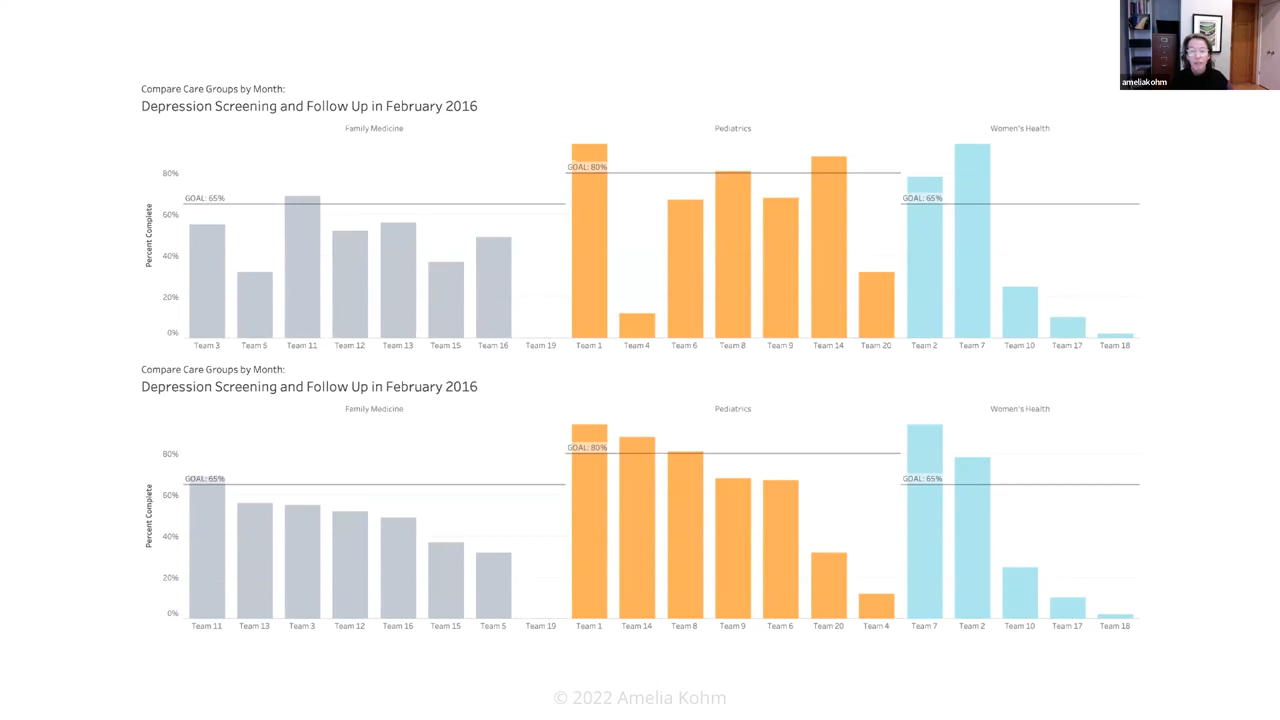 ameliakohm
Compare Care Groups by Month:
Depression Screening and Follow Up in February 2016
Family Medicine Pediatrics Women's Health
Percent Complete
80%
60%
40%
20%
0%
GOAL: 65%
GOAL: 80%
GOAL: 65%
Team 3 Team 5 Team 11 Team 12 Team 13 Team 15 Team 16 Team 19 Team 1 Team 4 Team 6 Team 8 Team 9 Team 14 Team 20 Team 2 Team 7 Team 10 Team 17 Team 18
Compare Care Groups by Month:
Depression Screening and Follow Up in February 2016
Family Medicine Pediatrics Women's Health
Percent Complete
80%
60%
40%
20%
0%
GOAL: 65%
GOAL: 80%
GOAL: 65%
Team 11 Team 13 Team 3 Team 12 Team 16 Team 15 Team 5 Team 19 Team 1 Team 14 Team 8 Team 9 Team 6 Team 20 Team 4 Team 7 Team 2 Team 10 Team 17 Team 18
© 2022 Amelia Kohm